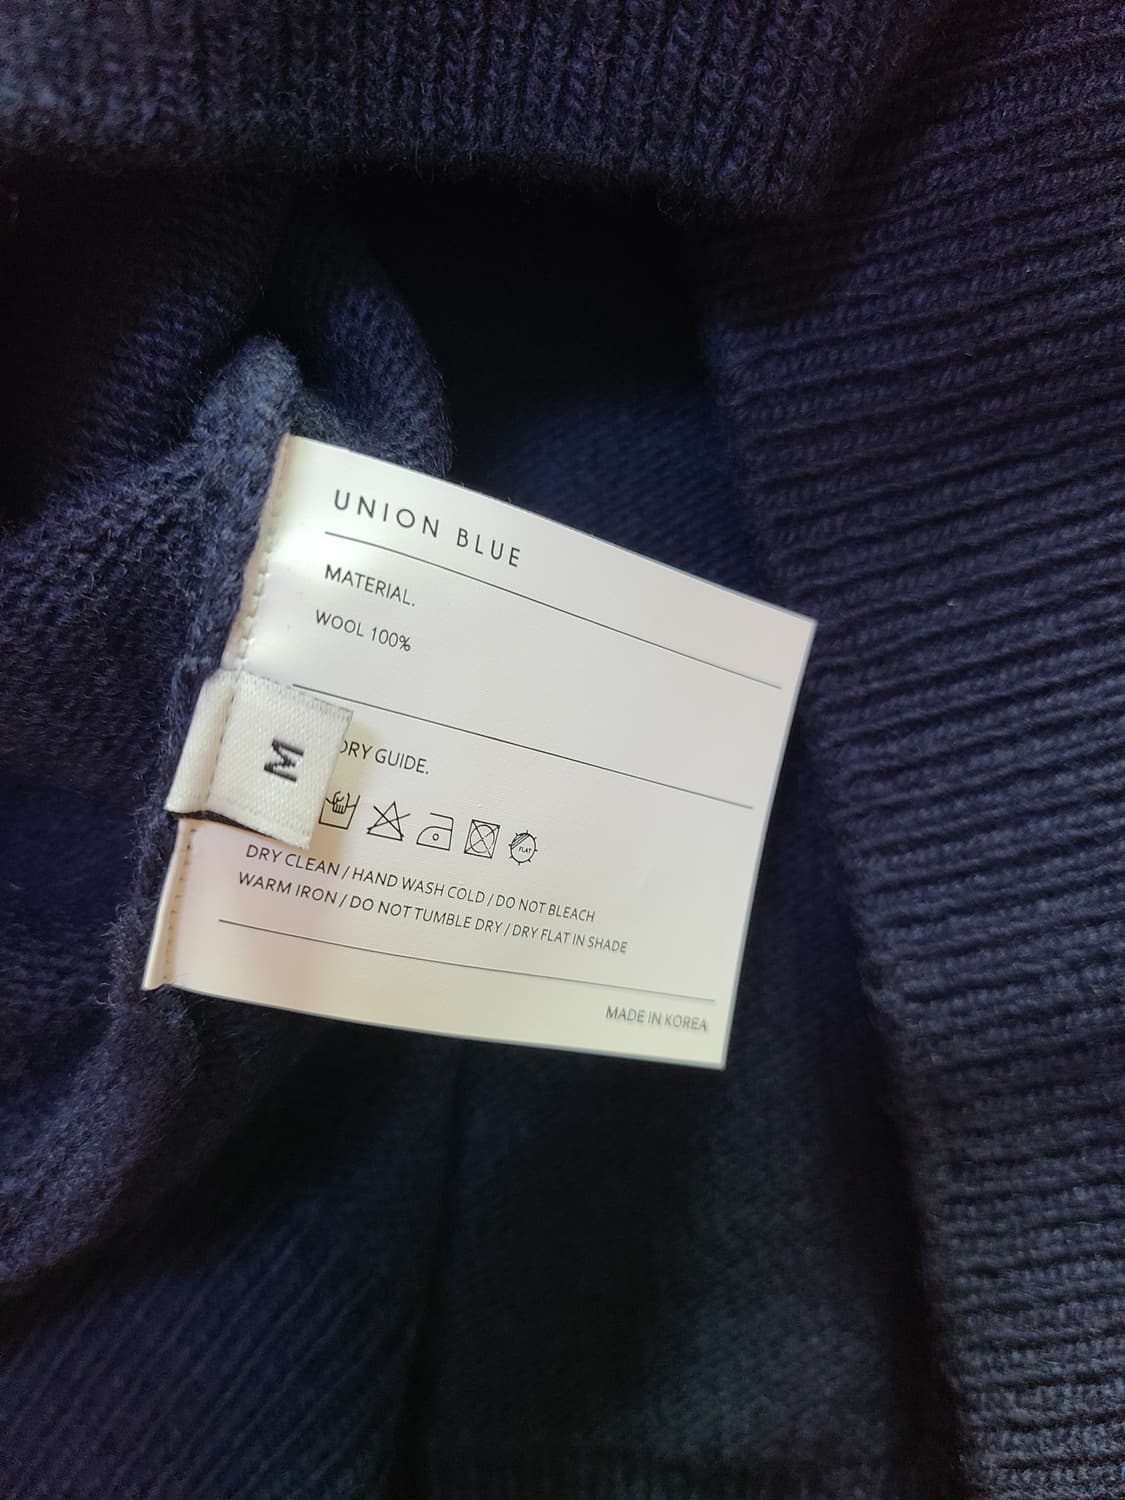 UNION BLUE
MATERIAL.
WOOL 100%
M
DRY GUIDE.
FLAT
DRY CLEAN / HAND WASH COLD / DO NOT BLEACH
WARM IRON / DO NOT TUMBLE DRY / DRY FLAT IN SHADE
MADE IN KOREA